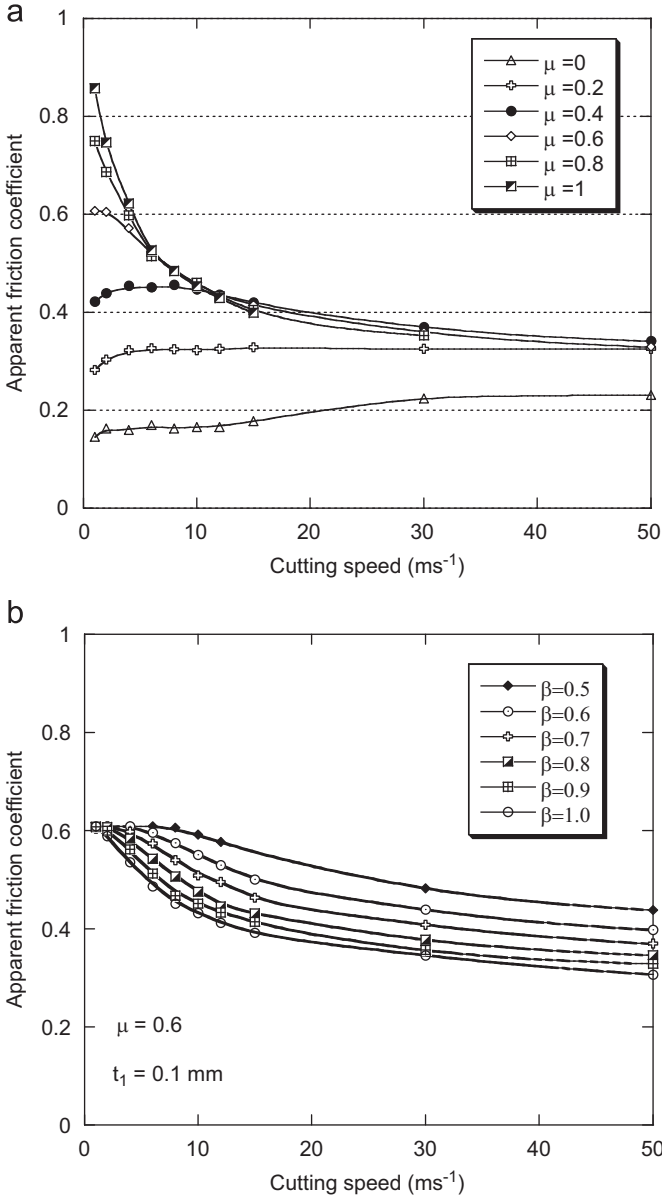 a
1
0.8
0.6
0.4
0.2
0
Apparent friction coefficient
0 10 20 30 40 50
Cutting speed (ms⁻¹)
μ =0
μ =0.2
μ =0.4
μ =0.6
μ =0.8
μ =1
b
1
0.8
0.6
0.4
0.2
0
Apparent friction coefficient
0 10 20 30 40 50
Cutting speed (ms⁻¹)
β=0.5
β=0.6
β=0.7
β=0.8
β=0.9
β=1.0
μ = 0.6
t₁ = 0.1 mm